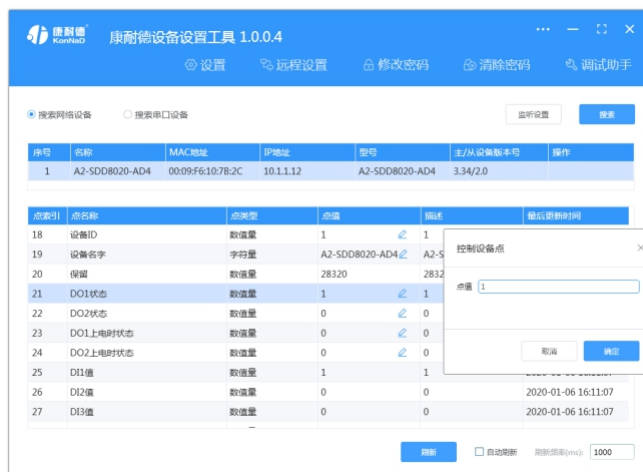 康耐德 KonNaD 康耐德设备设置工具 1.0.0.4
设置 远程设置 修改密码 清除密码 调试助手
搜索网络设备 搜索串口设备 监听设置 搜索
序号 名称 MAC地址 IP地址 型号 主/从设备版本号 操作
1 A2-SDD8020-AD4 00:09:F6:10:7B:2C 10.1.1.12 A2-SDD8020-AD4 3.34/2.0
点索引 点名称 点类型 点值 描述 最后更新时间
18 设备ID 数值量 1 1
19 设备名字 字符量 A2-SDD8020-AD4 A2-S
20 保留 数值量 28320 2832
21 DO1状态 数值量 1 1
22 DO2状态 数值量 0 0
23 DO1上电时状态 数值量 0 0
24 DO2上电时状态 数值量 0 0
25 DI1值 数值量 1 1
26 DI2值 数值量 0 0 2020-01-06 16:11:07
27 DI3值 数值量 0 0 2020-01-06 16:11:07
控制设备点
点值 1
取消 确定
刷新 自动刷新 刷新频率(ms): 1000